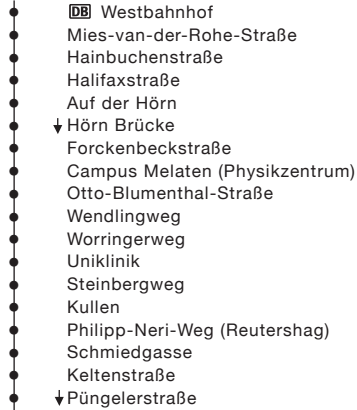 DB Westbahnhof
Mies-van-der-Rohe-Straße
Hainbuchenstraße
Halifaxstraße
Auf der Hörn
Hörn Brücke
Forckenbeckstraße
Campus Melaten (Physikzentrum)
Otto-Blumenthal-Straße
Wendlingweg
Worringerweg
Uniklinik
Steinbergweg
Kullen
Philipp-Neri-Weg (Reutershag)
Schmiedgasse
Keltenstraße
Püngelerstraße